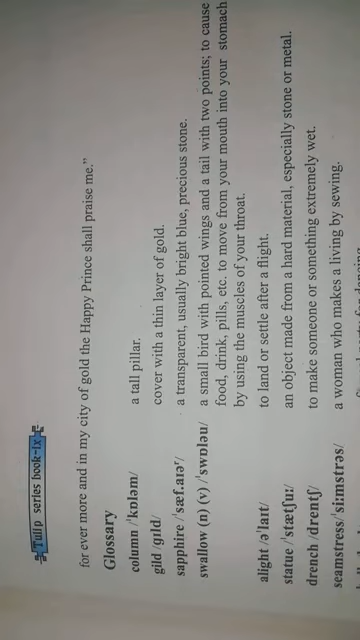 Tulip series book-Ix
for ever more and in my city of gold the Happy Prince shall praise me."
Glossary
column /ˈkɒləm/ a tall pillar.
gild /ɡɪld/ cover with a thin layer of gold.
sapphire /ˈsæf.aɪəʳ/ a transparent, usually bright blue, precious stone.
swallow (n) (v) /ˈswɒləʊ/ a small bird with pointed wings and a tail with two points; to cause
food, drink, pills, etc. to move from your mouth into your stomach
by using the muscles of your throat.
alight /əˈlaɪt/ to land or settle after a flight.
statue /ˈstætʃuː/ an object made from a hard material, especially stone or metal.
drench /drentʃ/ to make someone or something extremely wet.
seamstress/ˈsiːmstrəs/ a woman who makes a living by sewing.